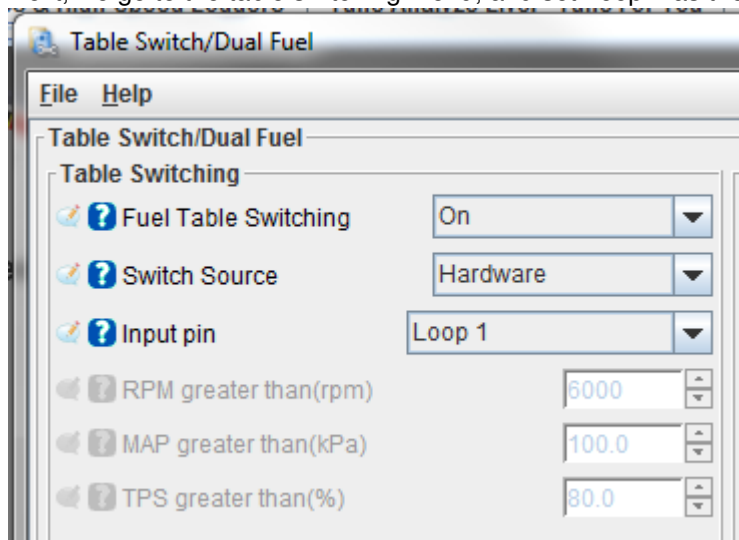 Table Switch/Dual Fuel
File Help
Table Switch/Dual Fuel
Table Switching
Fuel Table Switching On
Switch Source Hardware
Input pin Loop 1
RPM greater than(rpm) 6000
MAP greater than(kPa) 100.0
TPS greater than(%) 80.0